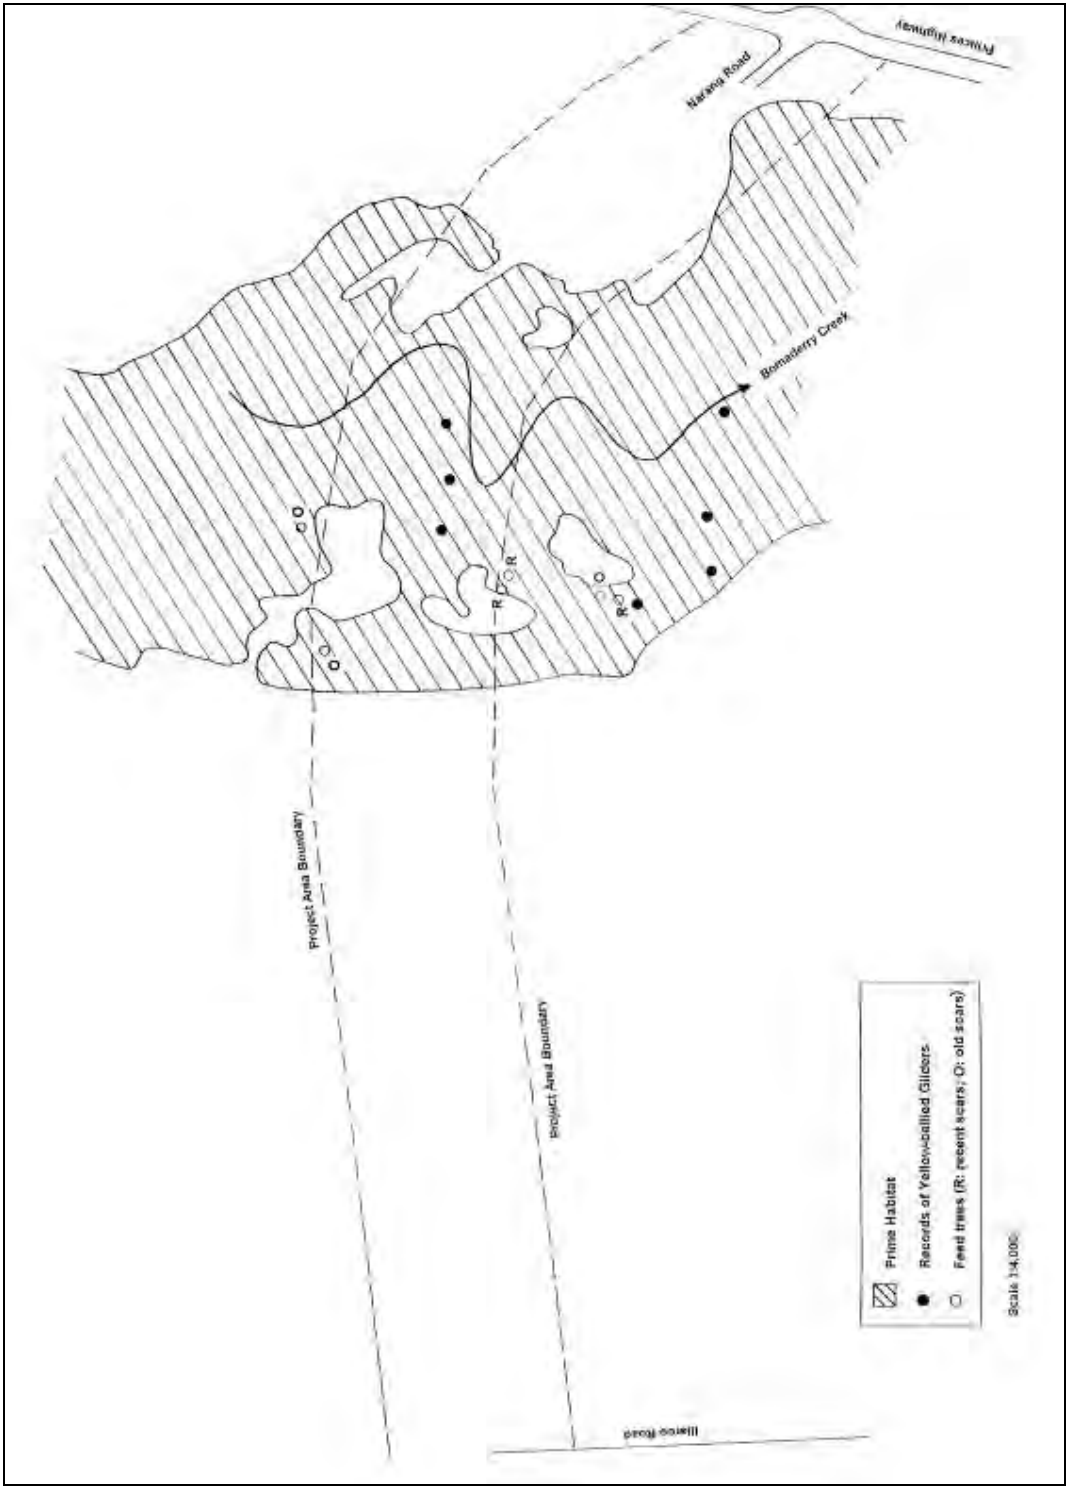 Princes Highway
Narang Road
Bomaderry Creek
O
O
R
R
O
R
O
Project Area Boundary
Project Area Boundary
Prime Habitat
Records of Yellow-bellied Gliders
Feed trees (R: recent scars; O: old scars)
Scale 1:4,000
Illaroo Road